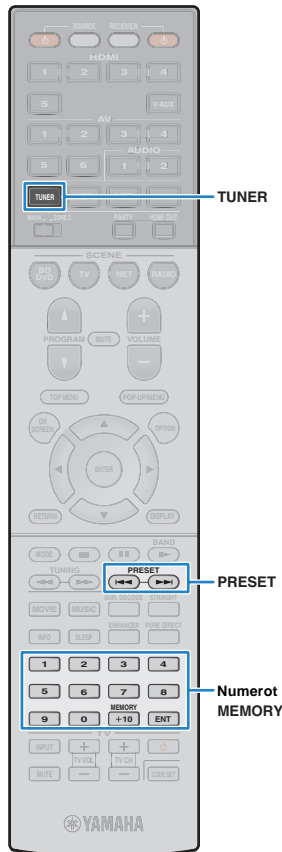 SOURCE RECEIVER
HDMI
1 2 3 4
5 V-AUX
AV
1 2 3 4
AUDIO
5 6 1 2
TUNER
TUNER
MAIN ZONE 2 PARTY HDMI OUT
SCENE
BD DVD TV NET RADIO
PROGRAM MUTE VOLUME
TOP MENU POP-UP/MENU
ON SCREEN OPTION
ENTER
RETURN DISPLAY
BAND
MODE
TUNING PRESET
PRESET
MOVIE MUSIC SUR. DECODE STRAIGHT
ENHANCER PURE DIRECT
INFO SLEEP
1 2 3 4
5 6 7 8
Numerot
MEMORY
MEMORY
9 0 +10 ENT
TV
INPUT TV VOL TV CH
MUTE CODE SET
YAMAHA